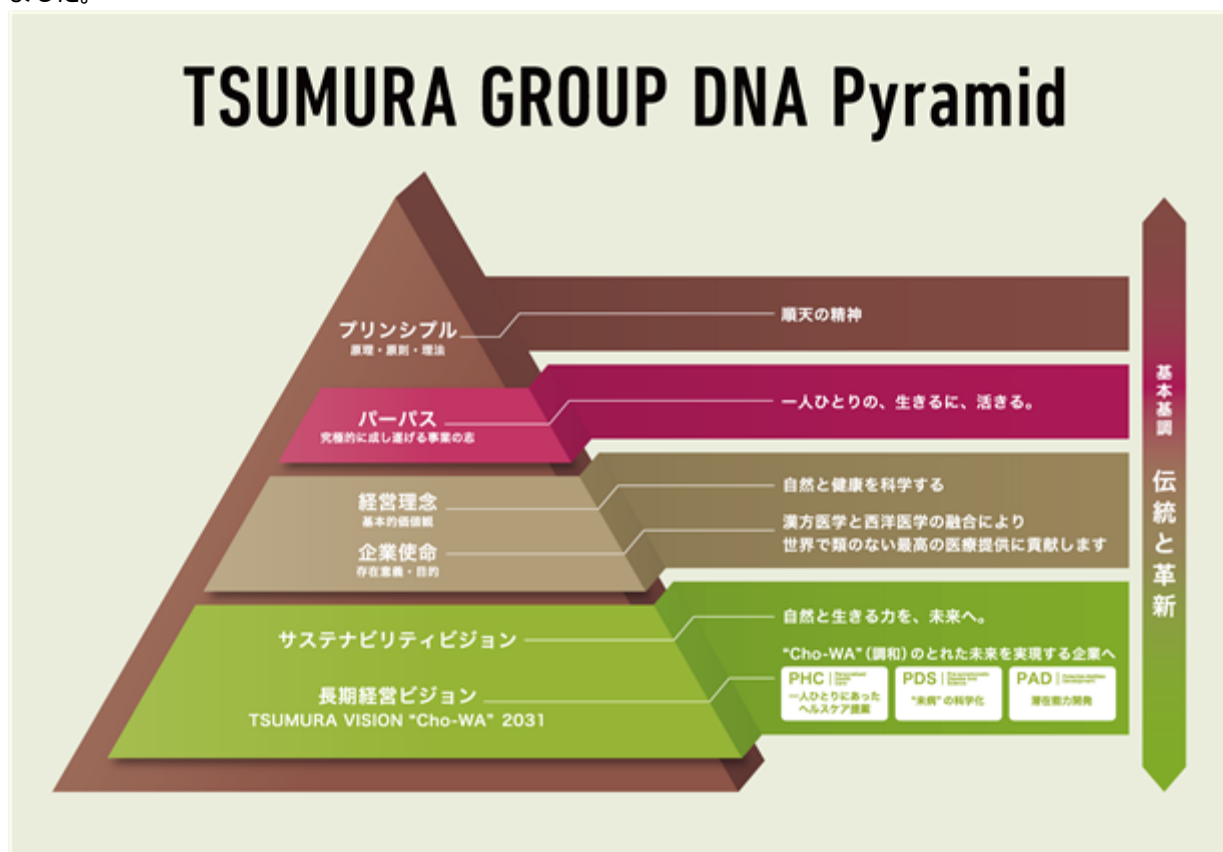 ました。
TSUMURA GROUP DNA Pyramid
プリンシプル
原理・原則・理法
順天の精神
パーパス
究極的に成し遂げる事業の志
一人ひとりの、生きるに、活きる。
経営理念
基本的価値観
自然と健康を科学する
企業使命
存在意義・目的
漢方医学と西洋医学の融合により
世界で類のない最高の医療提供に貢献します
サステナビリティビジョン
自然と生きる力を、未来へ。
長期経営ビジョン
TSUMURA VISION “Cho-WA” 2031
“Cho-WA”（調和）のとれた未来を実現する企業へ
PHC
一人ひとりにあった
ヘルスケア提案
PDS
“未病” の科学化
PAD
潜在能力開発
基本基調
伝統と革新